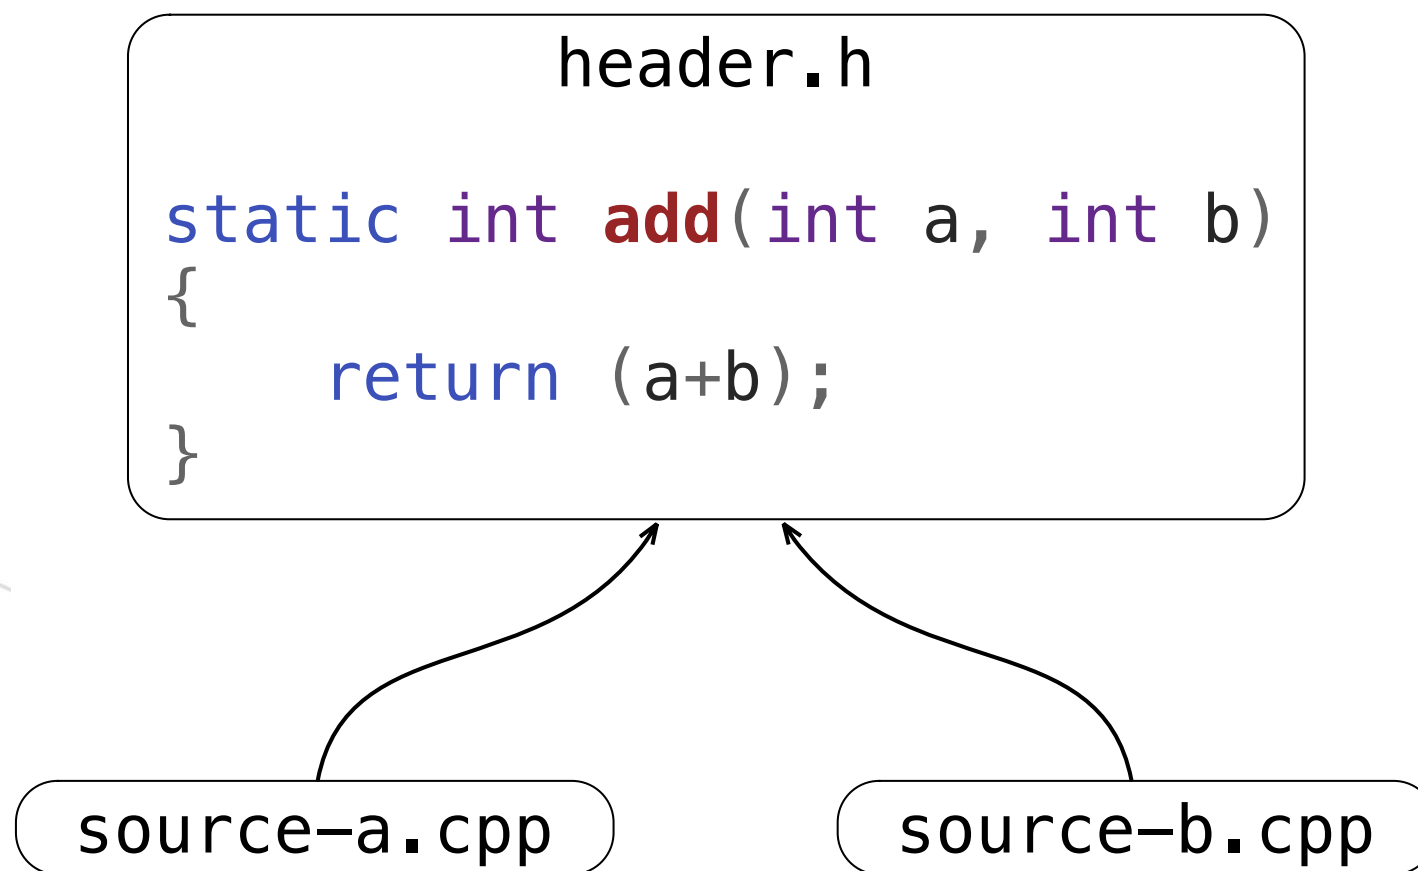 header.h
static int add(int a, int b)
{
    return (a+b);
}
source-a.cpp
source-b.cpp